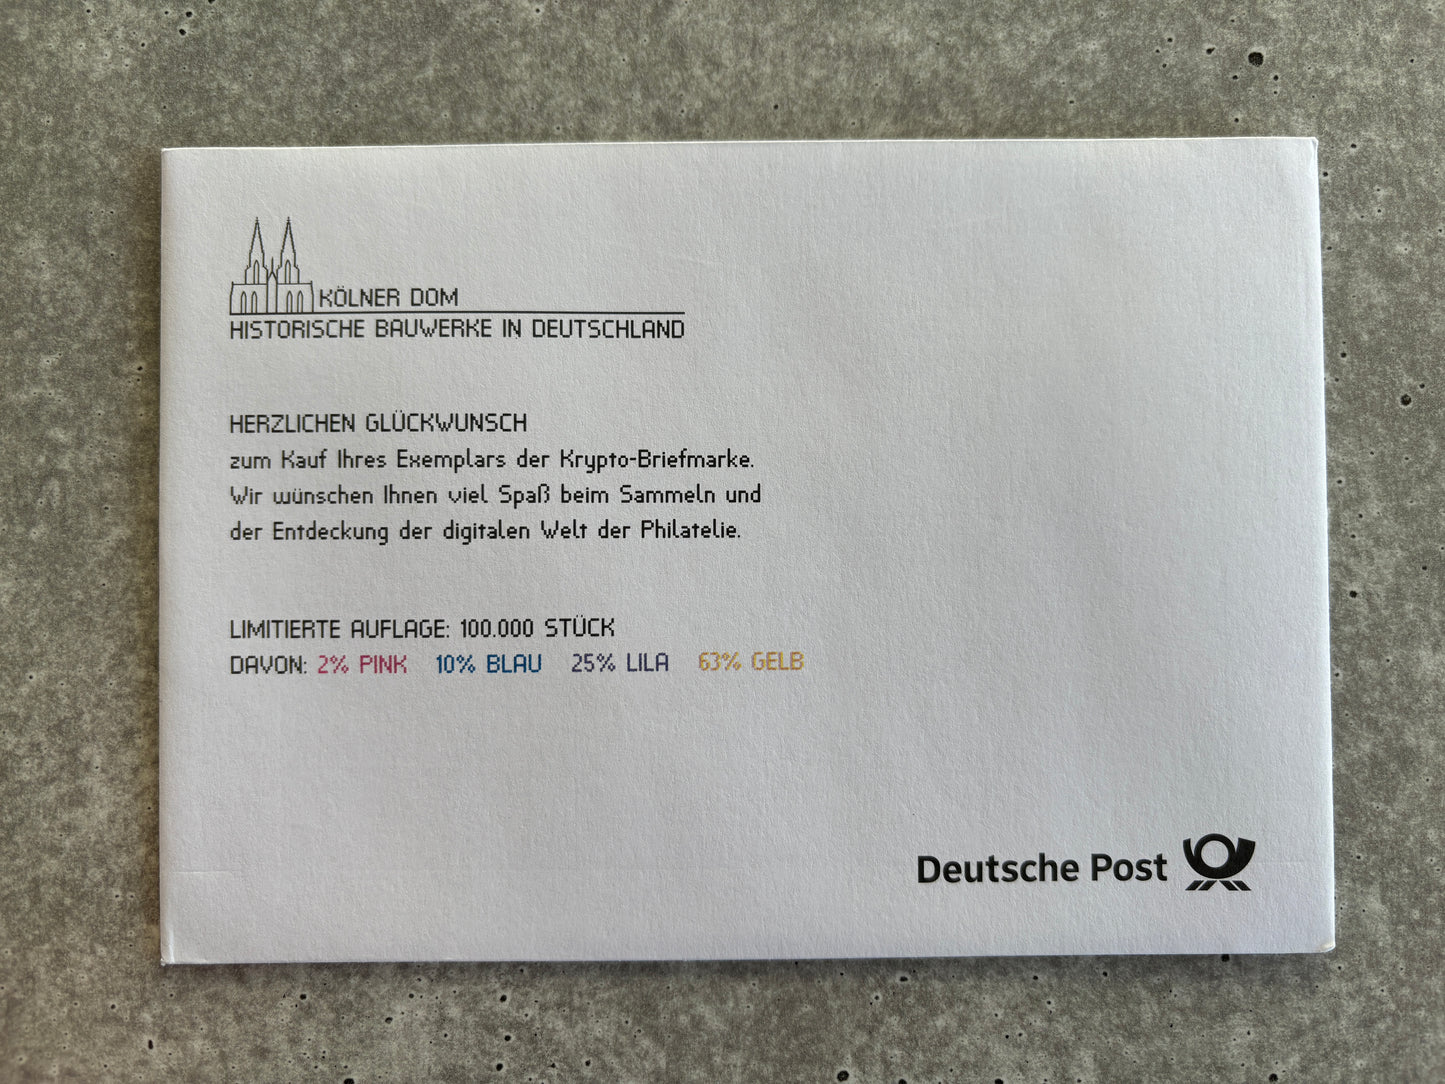 KÖLNER DOM
HISTORISCHE BAUWERKE IN DEUTSCHLAND
HERZLICHEN GLÜCKWUNSCH
zum Kauf Ihres Exemplars der Krypto-Briefmarke.
Wir wünschen Ihnen viel Spaß beim Sammeln und
der Entdeckung der digitalen Welt der Philatelie.
LIMITIERTE AUFLAGE: 100.000 STÜCK
DAVON: 2% PINK 10% BLAU 25% LILA 63% GELB
Deutsche Post